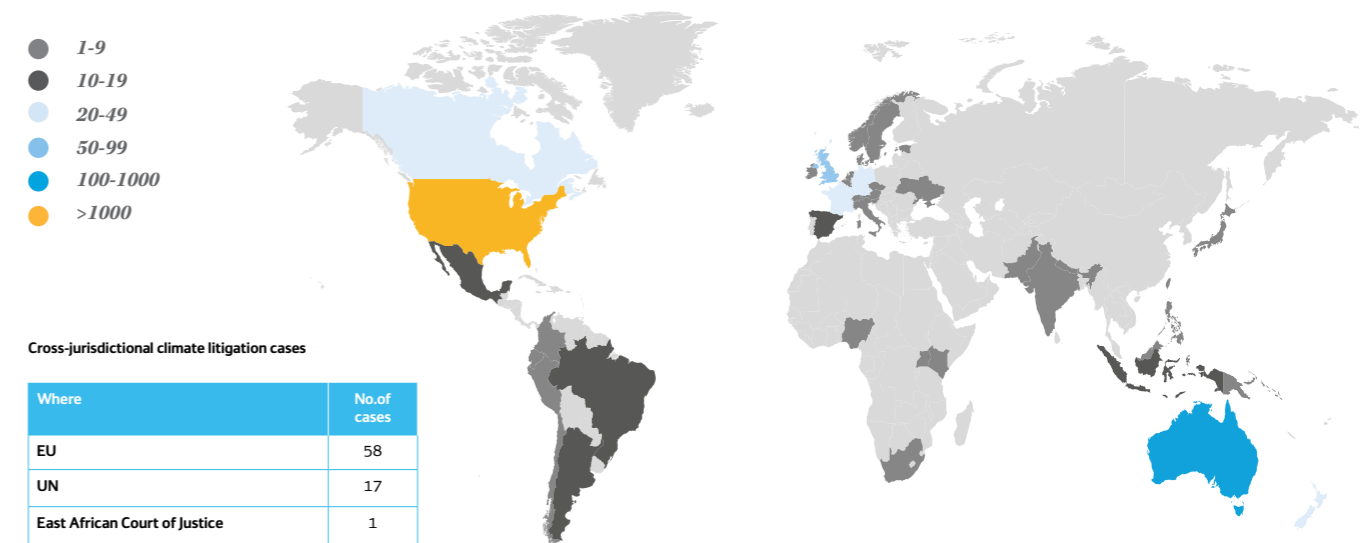 1-9
10-19
20-49
50-99
100-1000
>1000
Cross-jurisdictional climate litigation cases
Where
No.of
cases
EU
58
UN
17
East African Court of Justice
1